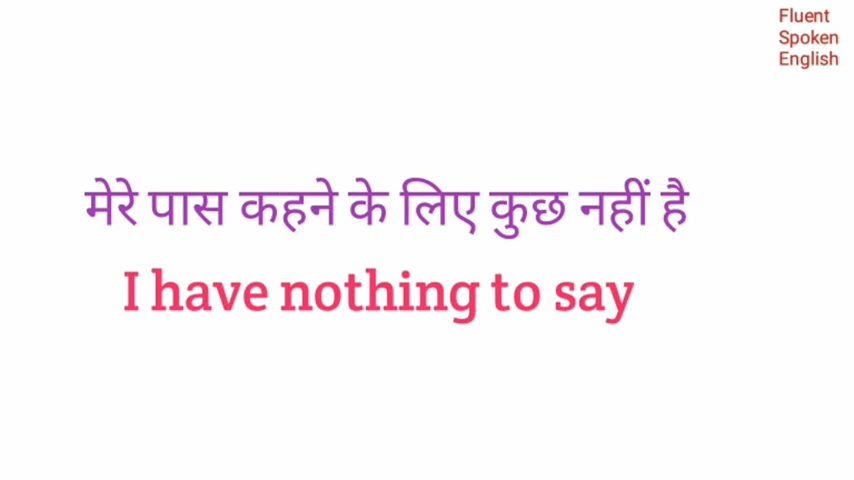 Fluent
Spoken
English
मेरे पास कहने के लिए कुछ नहीं है
I have nothing to say